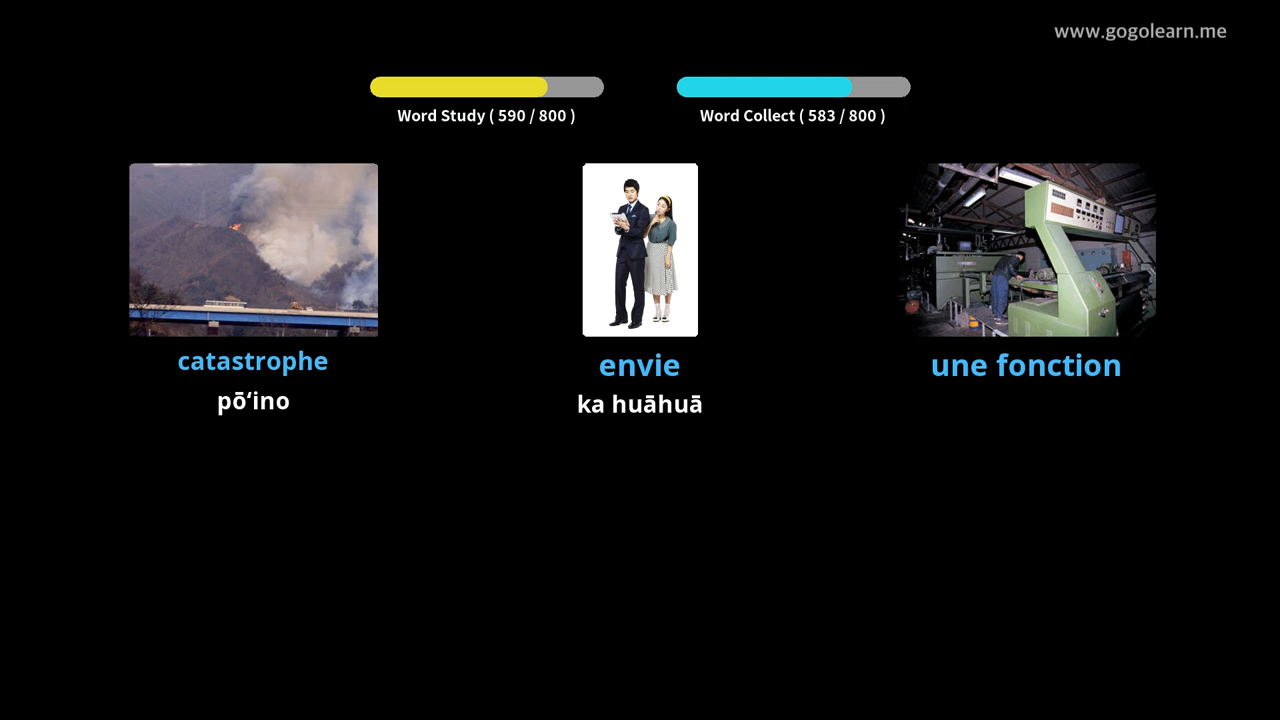 www.gogolearn.me
Word Study ( 590 / 800 )
Word Collect ( 583 / 800 )
catastrophe
pōʻino
envie
ka huāhuā
une fonction